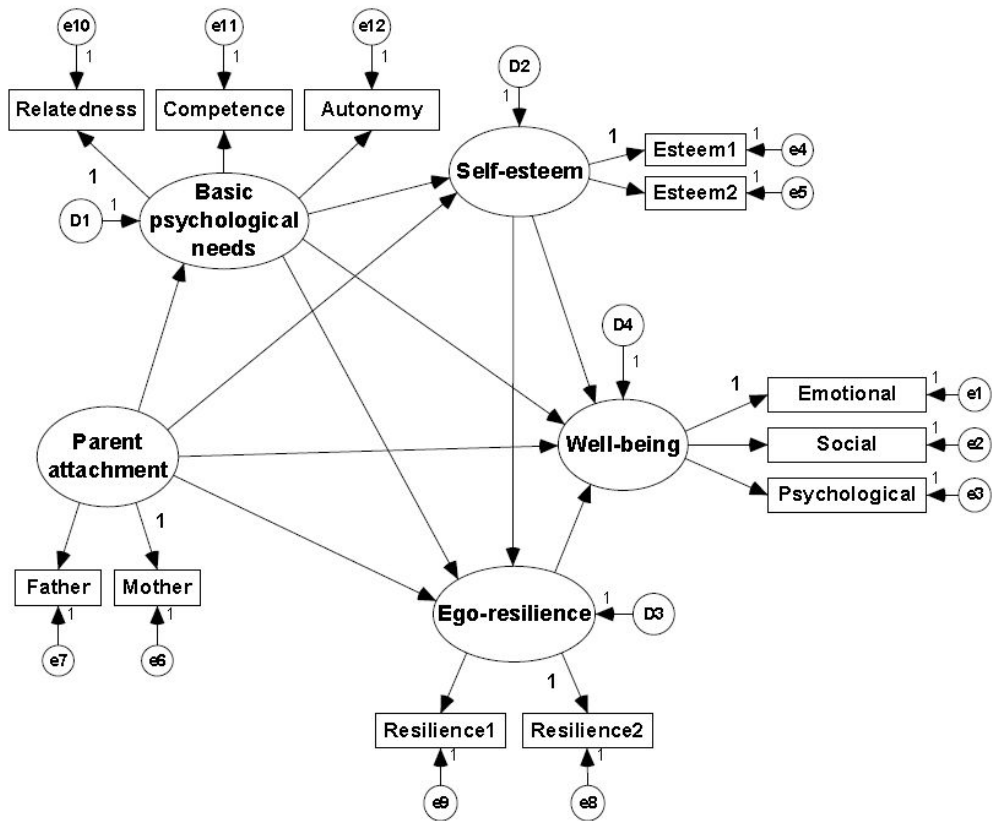 e10
e11
e12
1
1
1
D2
1
Relatedness
Competence
Autonomy
1
Esteem1
1
e4
Self-esteem
Esteem2
1
e5
1
D1
1
Basic
psychological
needs
D4
1
1
Emotional
1
e1
Parent
attachment
Well-being
Social
1
e2
Psychological
1
e3
1
Father
Mother
1
1
e7
e6
Ego-resilience
1
D3
1
Resilience1
Resilience2
1
1
e9
e8